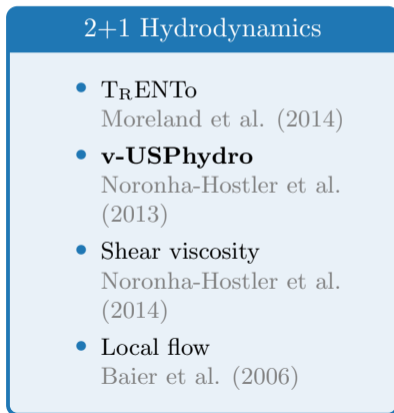 2+1 Hydrodynamics
• TRENTo
Moreland et al. (2014)
• v-USPhydro
Noronha-Hostler et al.
(2013)
• Shear viscosity
Noronha-Hostler et al.
(2014)
• Local flow
Baier et al. (2006)